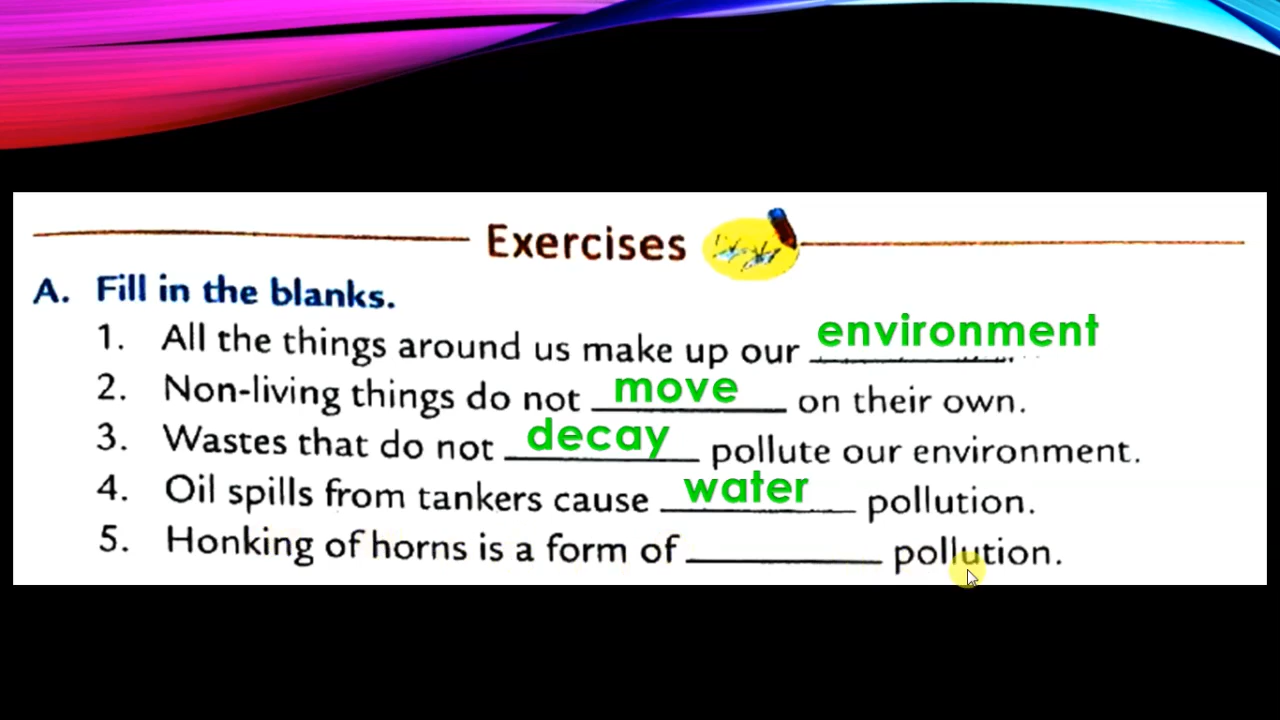 Exercises
A. Fill in the blanks.
1. All the things around us make up our environment.
2. Non-living things do not move on their own.
3. Wastes that do not decay pollute our environment.
4. Oil spills from tankers cause water pollution.
5. Honking of horns is a form of __________ pollution.